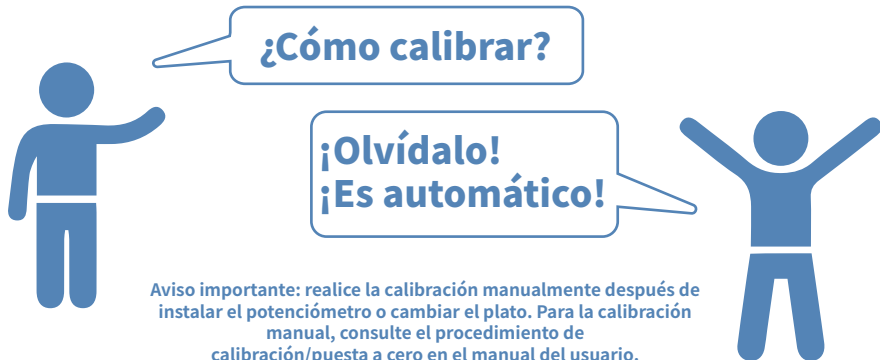 ¿Cómo calibrar?
¡Olvídalo!
¡Es automático!
Aviso importante: realice la calibración manualmente después de
instalar el potenciómetro o cambiar el plato. Para la calibración
manual, consulte el procedimiento de
calibración/puesta a cero en el manual del usuario.